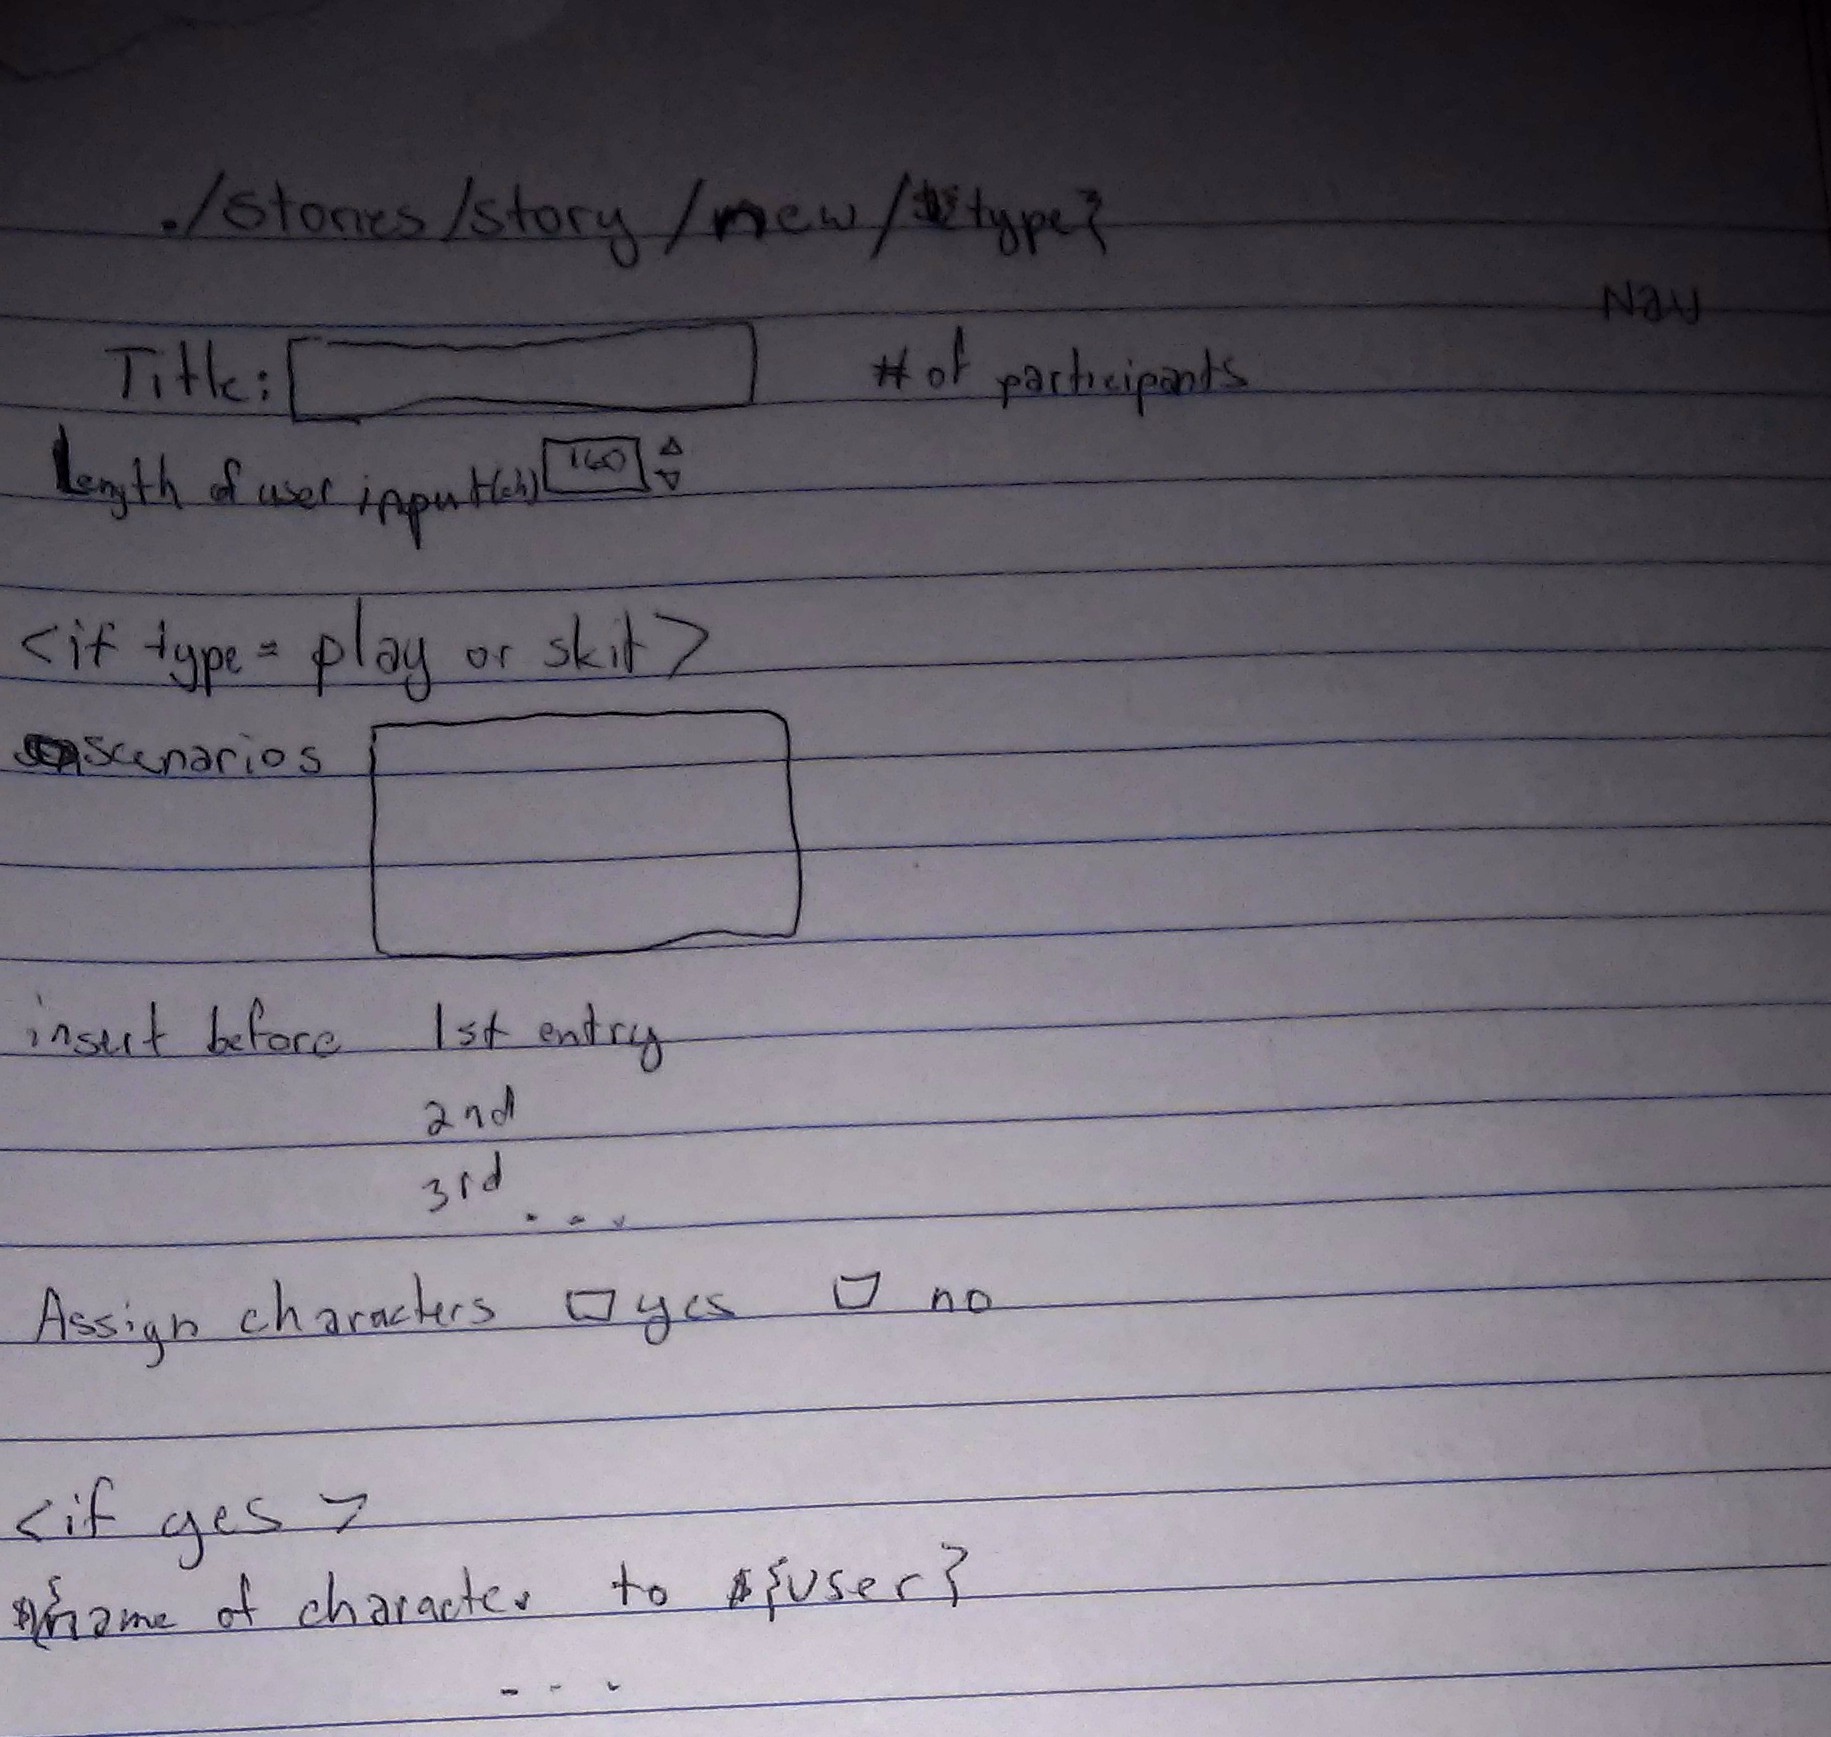 ./stories/story/new/${type}
Nav
Title: # of participants
Length of user input(ch) 160
<if type = play or skit>
scenarios
insert before 1st entry
2nd
3rd ...
Assign characters yes no
<if yes>
${name of character to ${user}
...